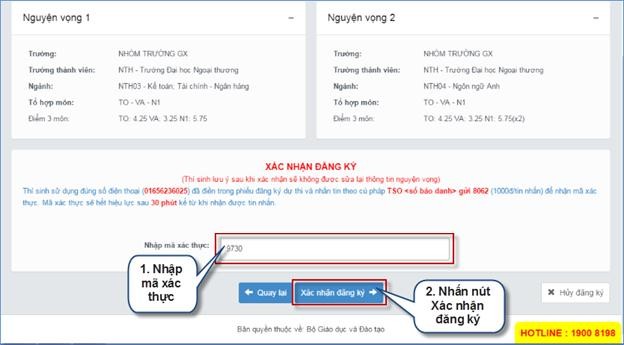 Nguyện vọng 1
Nguyện vọng 2
Trường: NHÓM TRƯỜNG GX
Trường thành viên: NTH - Trường Đại học Ngoại thương
Ngành: NTH03 - Kế toán; Tài chính - Ngân hàng
Tổ hợp môn: TO - VA - N1
Điểm 3 môn: TO: 4.25 VA: 3.25 N1: 5.75
Trường: NHÓM TRƯỜNG GX
Trường thành viên: NTH - Trường Đại học Ngoại thương
Ngành: NTH04 - Ngôn ngữ Anh
Tổ hợp môn: TO - VA - N1
Điểm 3 môn: TO: 4.25 VA: 3.25 N1: 5.75(x2)
XÁC NHẬN ĐĂNG KÝ
(Thí sinh lưu ý sau khi xác nhận sẽ không được sửa lại thông tin nguyện vọng)
Thí sinh sử dụng đúng số điện thoại (01656236025) đã điền trong phiếu đăng ký dự thi và nhắn tin theo cú pháp TSO <số báo danh> gửi 8062 (1000đ/tin nhắn) để nhận mã xác
thực. Mã xác thực sẽ hết hiệu lực sau 30 phút kể từ khi nhận được tin nhắn.
Nhập mã xác thực: 9730
1. Nhập
mã xác
thực
Quay lại
Xác nhận đăng ký
2. Nhấn nút
Xác nhận
đăng ký
Hủy đăng ký
Bản quyền thuộc về: Bộ Giáo dục và Đào tạo
HOTLINE : 1900 8198